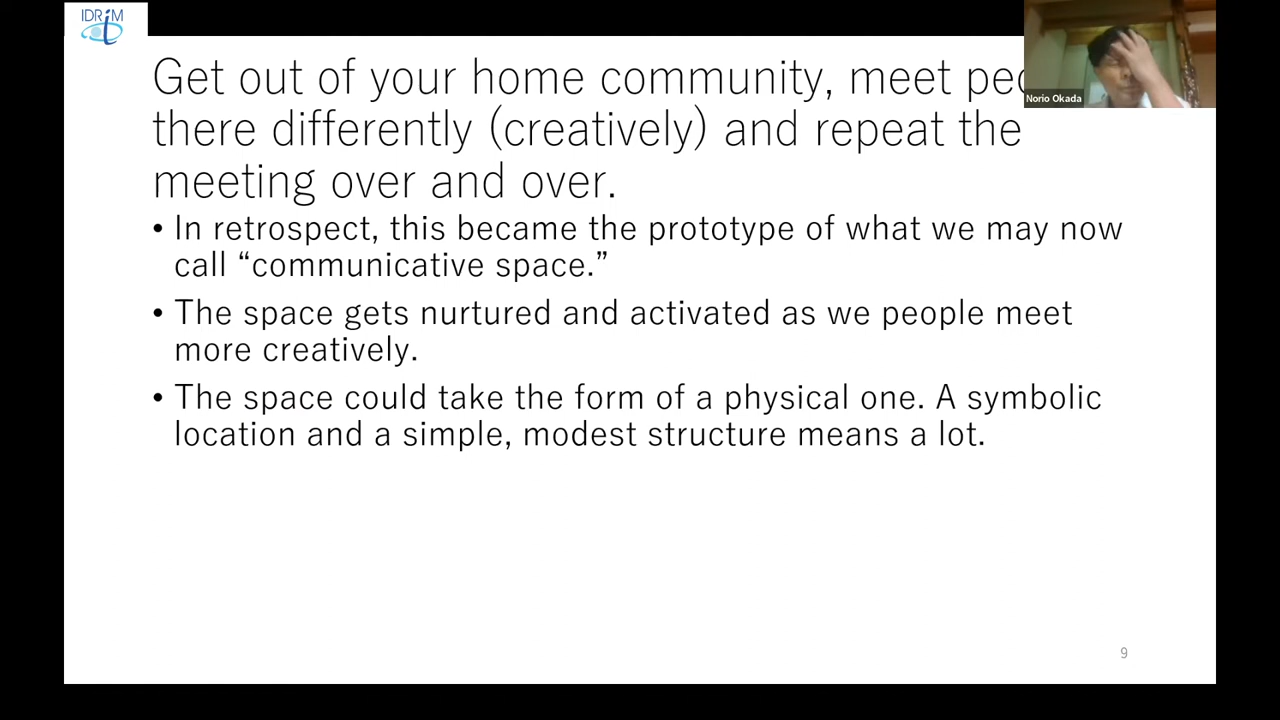 IDRiM
Get out of your home community, meet
there differently (creatively) and repeat the
meeting over and over.
Norio Okada
• In retrospect, this became the prototype of what we may now
call “communicative space.”
• The space gets nurtured and activated as we people meet
more creatively.
• The space could take the form of a physical one. A symbolic
location and a simple, modest structure means a lot.
9